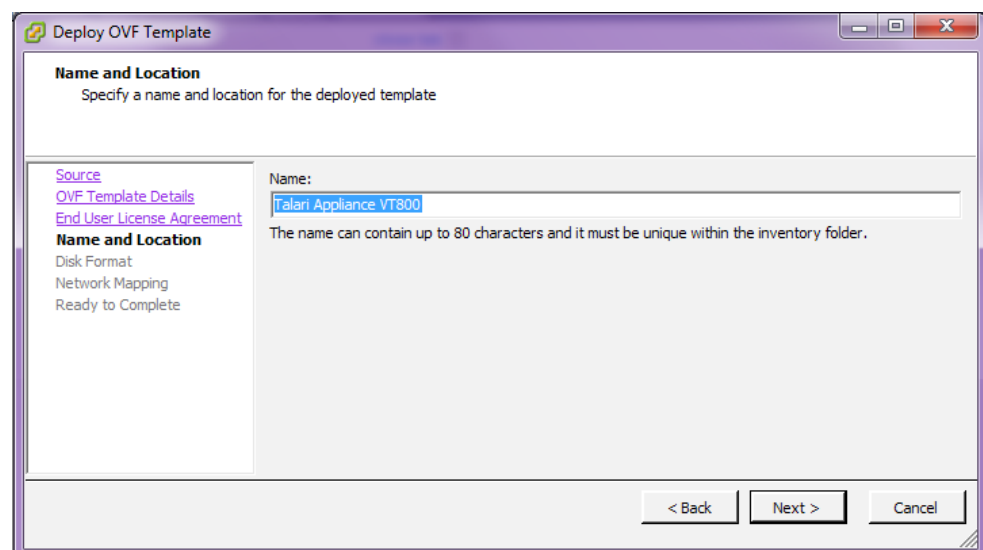 Deploy OVF Template
Name and Location
Specify a name and location for the deployed template
Source
OVF Template Details
End User License Agreement
Name and Location
Disk Format
Network Mapping
Ready to Complete
Name:
Talari Appliance VT800
The name can contain up to 80 characters and it must be unique within the inventory folder.
< Back
Next >
Cancel